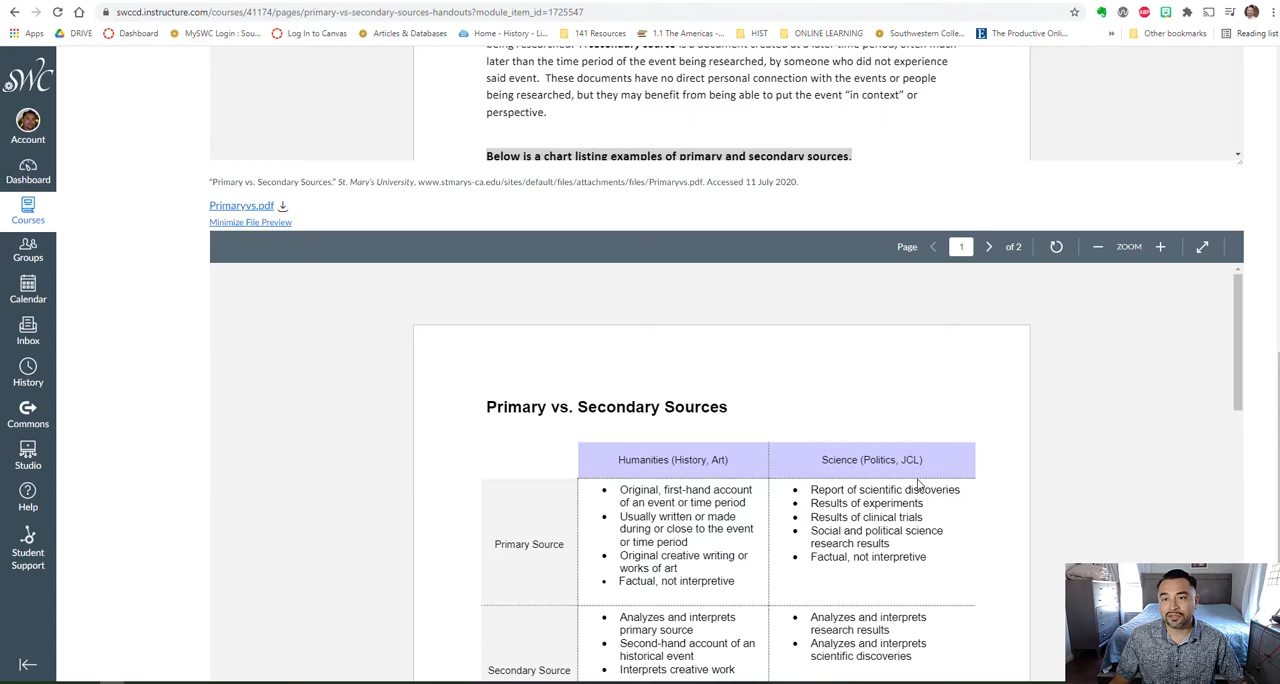 swccd.instructure.com/courses/41174/pages/primary-vs-secondary-sources-handouts?module_item_id=1725547
Apps DRIVE Dashboard MySWC Login : Sou... Log In to Canvas Articles & Databases Home - History - Li... 141 Resources 1.1 The Americas -... HIST ONLINE LEARNING Southwestern Colle... The Productive Onl... » Other bookmarks Reading list
SWC
Account
Dashboard
Courses
Groups
Calendar
Inbox
History
Commons
Studio
Help
Student
Support
later than the time period of the event being researched, by someone who did not experience
said event. These documents have no direct personal connection with the events or people
being researched, but they may benefit from being able to put the event “in context” or
perspective.
Below is a chart listing examples of primary and secondary sources.
"Primary vs. Secondary Sources." St. Mary's University, www.stmarys-ca.edu/sites/default/files/attachments/files/Primaryvs.pdf. Accessed 11 July 2020.
Primaryvs.pdf
Minimize File Preview
Page 1 of 2 ZOOM
Primary vs. Secondary Sources
Humanities (History, Art)
Science (Politics, JCL)
Primary Source
• Original, first-hand account
of an event or time period
• Usually written or made
during or close to the event
or time period
• Original creative writing or
works of art
• Factual, not interpretive
• Report of scientific discoveries
• Results of experiments
• Results of clinical trials
• Social and political science
research results
• Factual, not interpretive
Secondary Source
• Analyzes and interprets
primary source
• Second-hand account of an
historical event
• Interprets creative work
• Analyzes and interprets
research results
• Analyzes and interprets
scientific discoveries